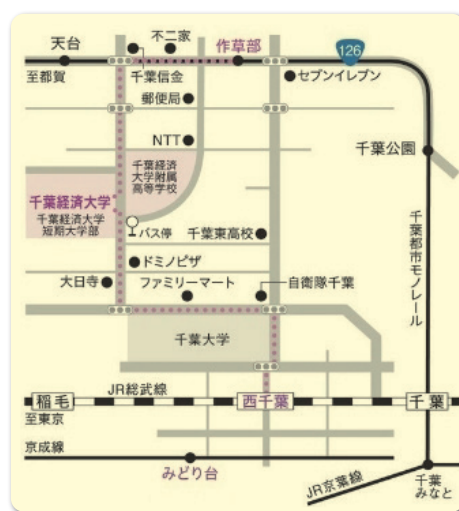 天台
不二家
作草部
126
至都賀
千葉信金
セブンイレブン
郵便局
NTT
千葉公園
千葉経済
大学附属
高等学校
千葉経済大学
千葉経済大学
短期大学部
バス停
千葉東高校
千葉都市モノレール
ドミノピザ
大日寺
ファミリーマート
自衛隊千葉
千葉大学
JR総武線
稲毛
西千葉
千葉
至東京
京成線
みどり台
JR京葉線
千葉
みなと